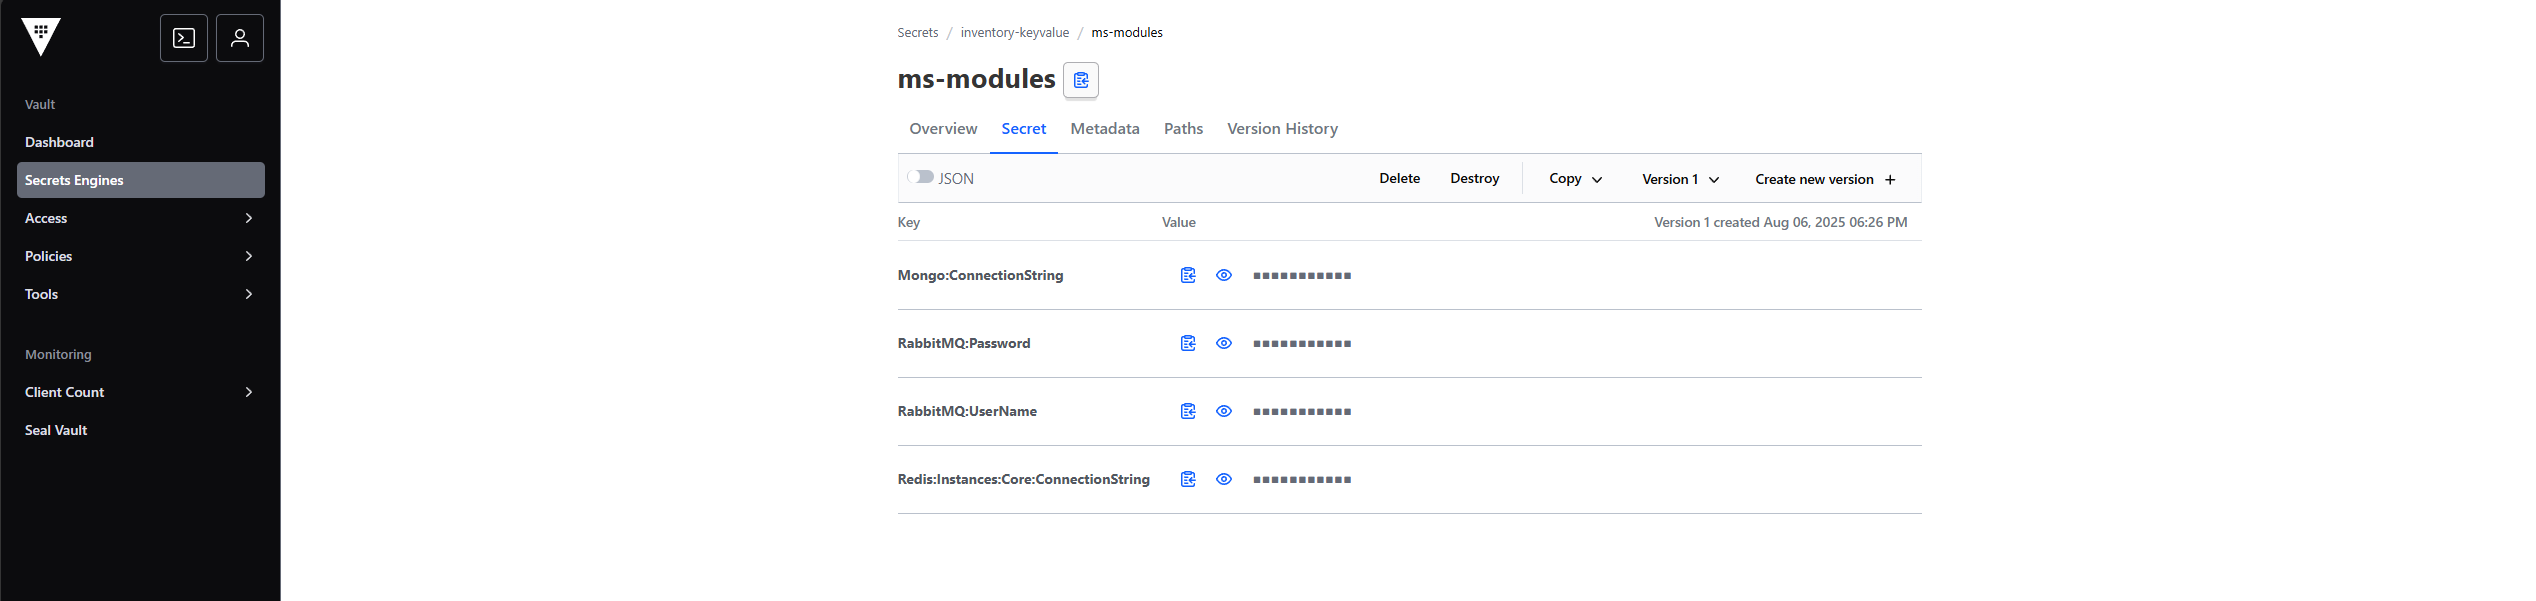 Secrets / inventory-keyvalue / ms-modules
ms-modules
Vault
Dashboard
Secrets Engines
Access
Policies
Tools
Monitoring
Client Count
Seal Vault
Overview Secret Metadata Paths Version History
JSON Delete Destroy Copy Version 1 Create new version +
Key Value Version 1 created Aug 06, 2025 06:26 PM
Mongo:ConnectionString
RabbitMQ:Password
RabbitMQ:UserName
Redis:Instances:Core:ConnectionString